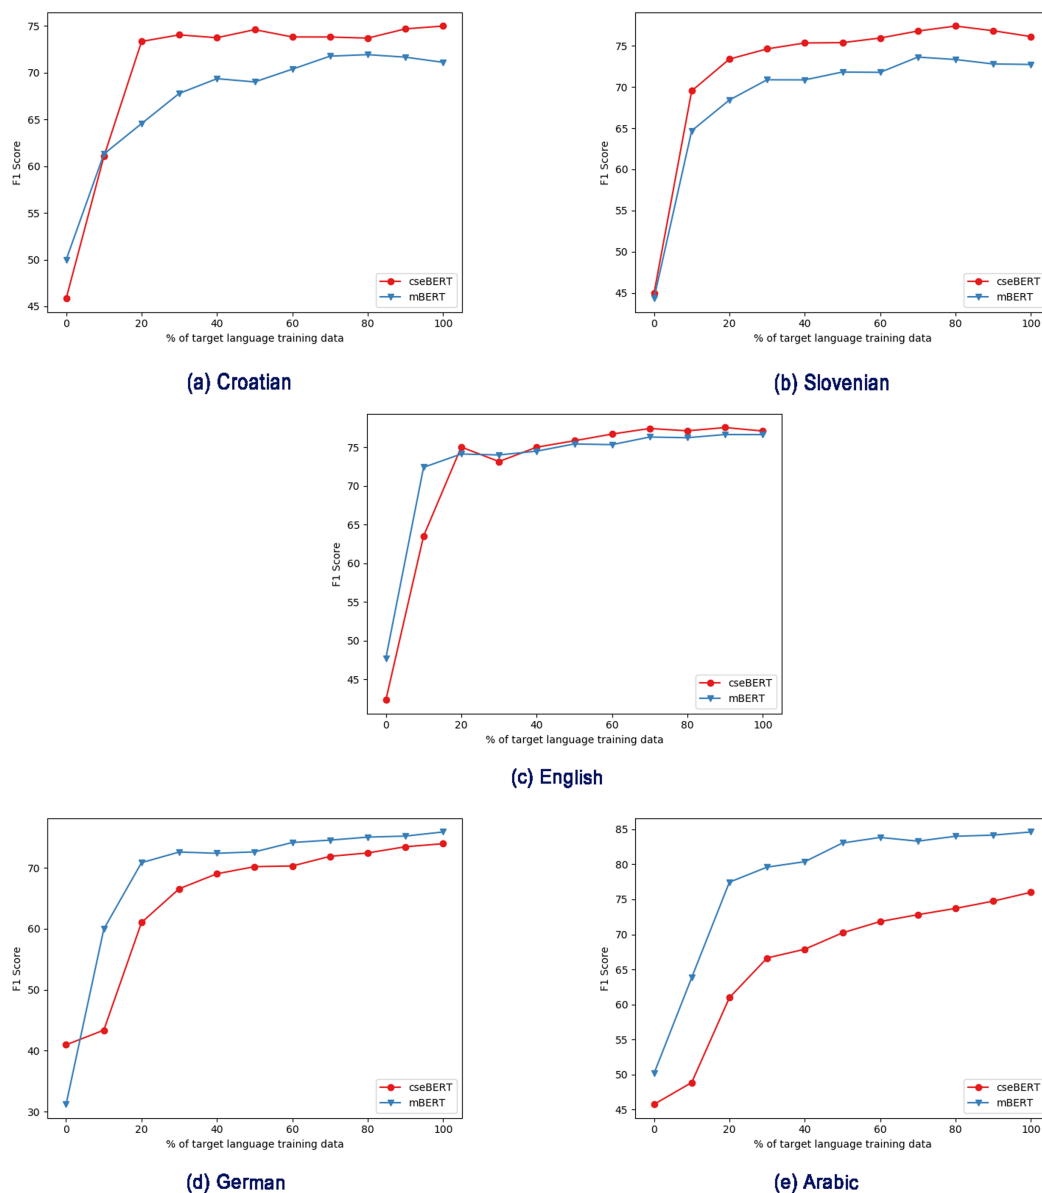 75
70
65
60
55
50
45
F1 Score
0 20 40 60 80 100
% of target language training data
cseBERT
mBERT
(a) Croatian
75
70
65
60
55
50
45
F1 Score
0 20 40 60 80 100
% of target language training data
cseBERT
mBERT
(b) Slovenian
75
70
65
60
55
50
45
F1 Score
0 20 40 60 80 100
% of target language training data
cseBERT
mBERT
(c) English
70
60
50
40
30
F1 Score
0 20 40 60 80 100
% of target language training data
cseBERT
mBERT
(d) German
85
80
75
70
65
60
55
50
45
F1 Score
0 20 40 60 80 100
% of target language training data
cseBERT
mBERT
(e) Arabic